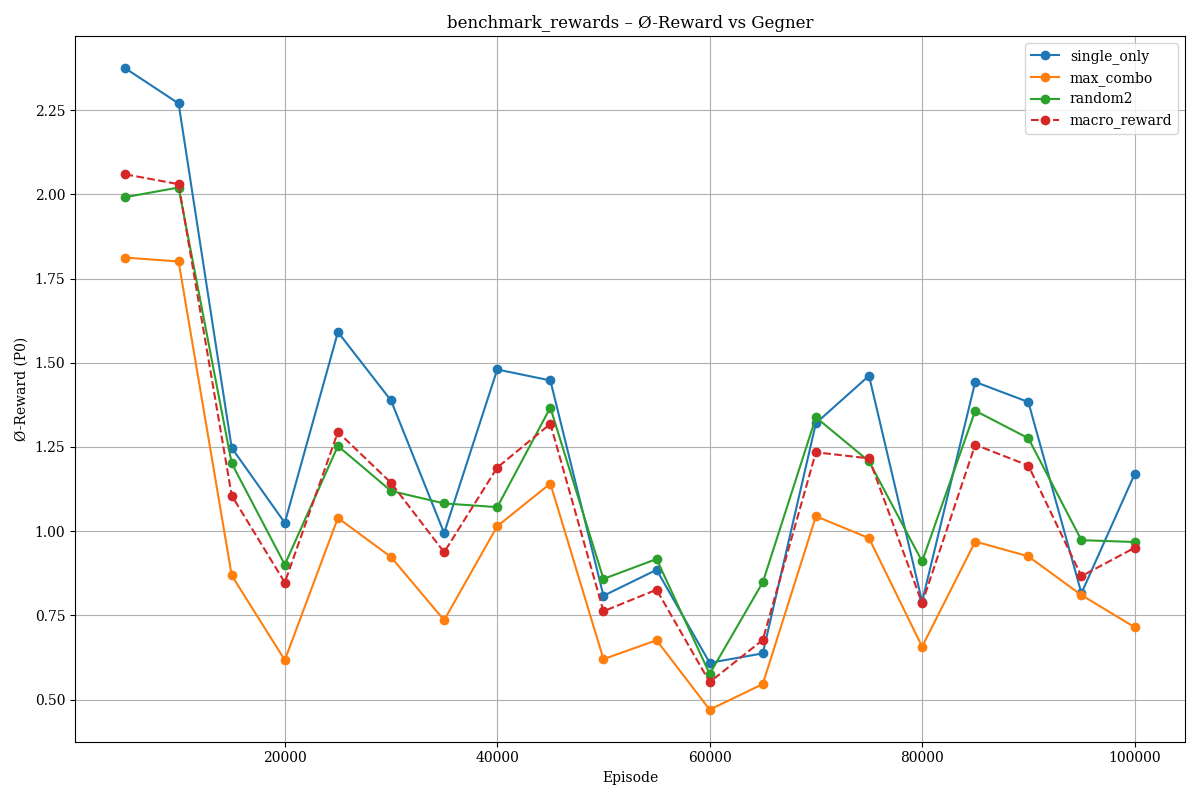 benchmark_rewards – Ø-Reward vs Gegner
single_only
max_combo
random2
macro_reward
Ø-Reward (P0)
2.25
2.00
1.75
1.50
1.25
1.00
0.75
0.50
20000 40000 60000 80000 100000
Episode